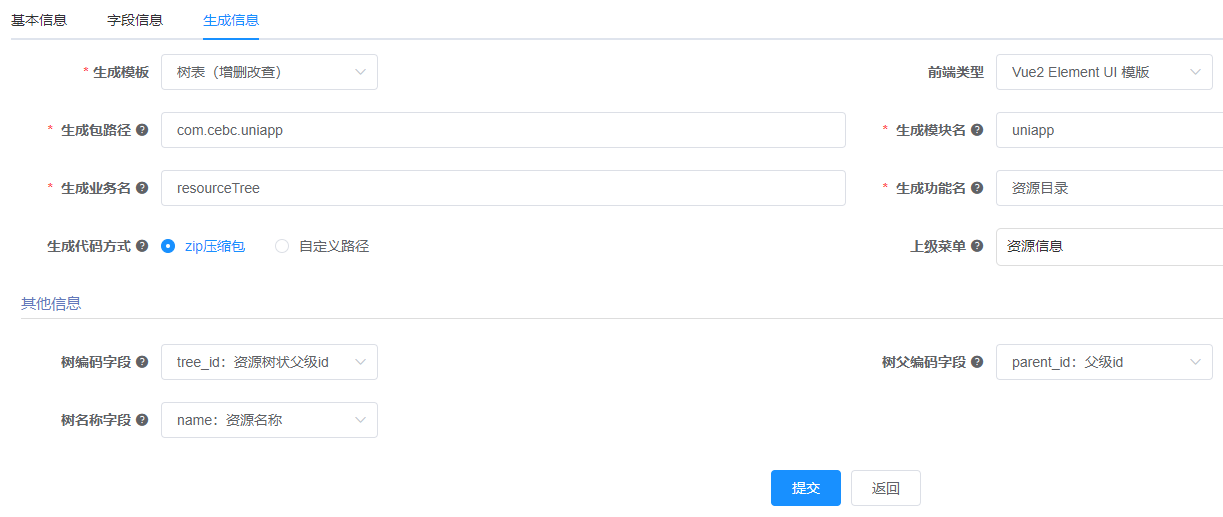 基本信息 字段信息 生成信息
* 生成模板 树表（增删改查） 前端类型 Vue2 Element UI 模版
* 生成包路径 com.cebc.uniapp * 生成模块名 uniapp
* 生成业务名 resourceTree * 生成功能名 资源目录
生成代码方式 zip压缩包 自定义路径 上级菜单 资源信息
其他信息
树编码字段 tree_id：资源树状父级id 树父编码字段 parent_id：父级id
树名称字段 name：资源名称
提交 返回